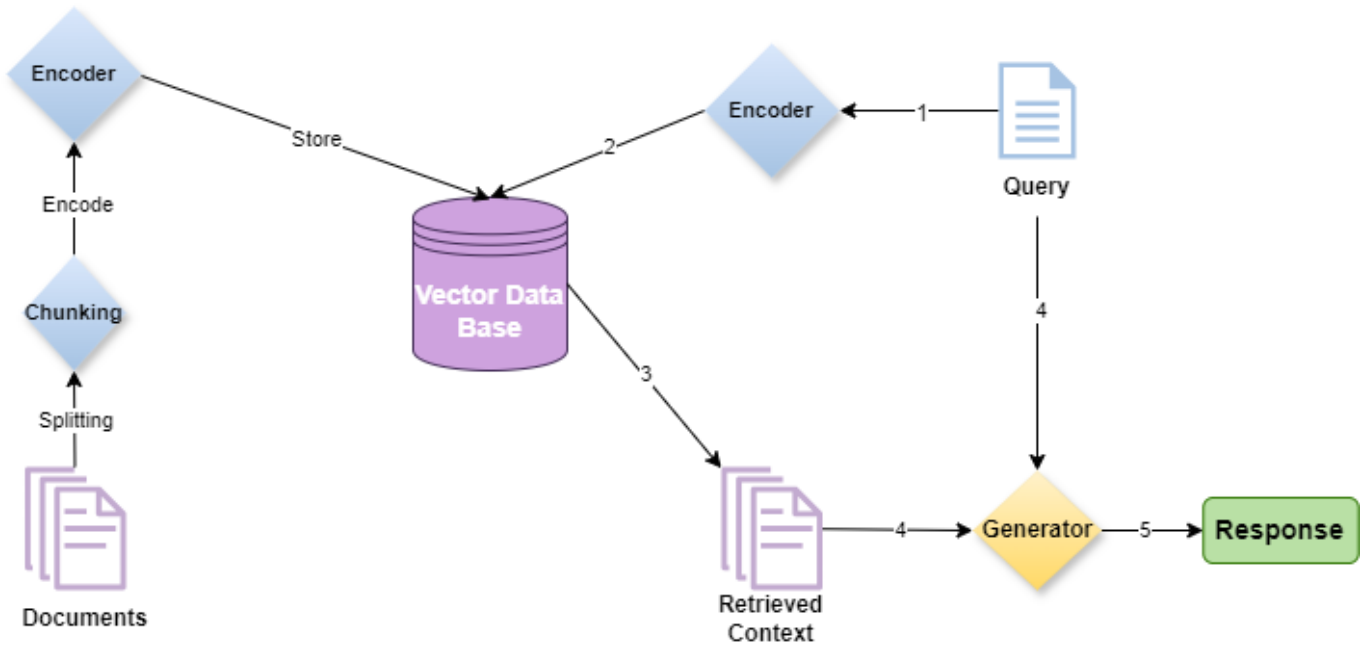 Encoder
Store
Encode
Chunking
Splitting
Documents
Encoder
1
2
Query
Vector Data
Base
3
4
Retrieved
Context
4
Generator
5
Response